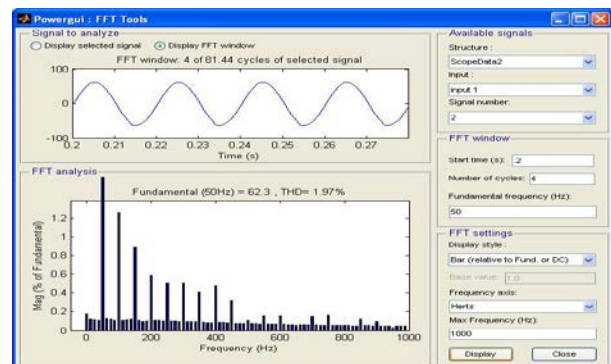 Powergui : FFT Tools
Signal to analyze
Display selected signal
Display FFT window
FFT window: 4 of 81.44 cycles of selected signal
100
0
-100
0.2 0.21 0.22 0.23 0.24 0.25 0.26 0.27
Time (s)
FFT analysis
Fundamental (50Hz) = 62.3 , THD= 1.97%
Mag (% of Fundamental)
1.2
1
0.8
0.6
0.4
0.2
0
0 200 400 600 800 1000
Frequency (Hz)
Available signals
Structure :
ScopeData2
Input :
input 1
Signal number:
2
FFT window
Start time (s): .2
Number of cycles: 4
Fundamental frequency (Hz):
50
FFT settings
Display style :
Bar (relative to Fund. or DC)
Base value: 1.0
Frequency axis:
Hertz
Max Frequency (Hz):
1000
Display
Close